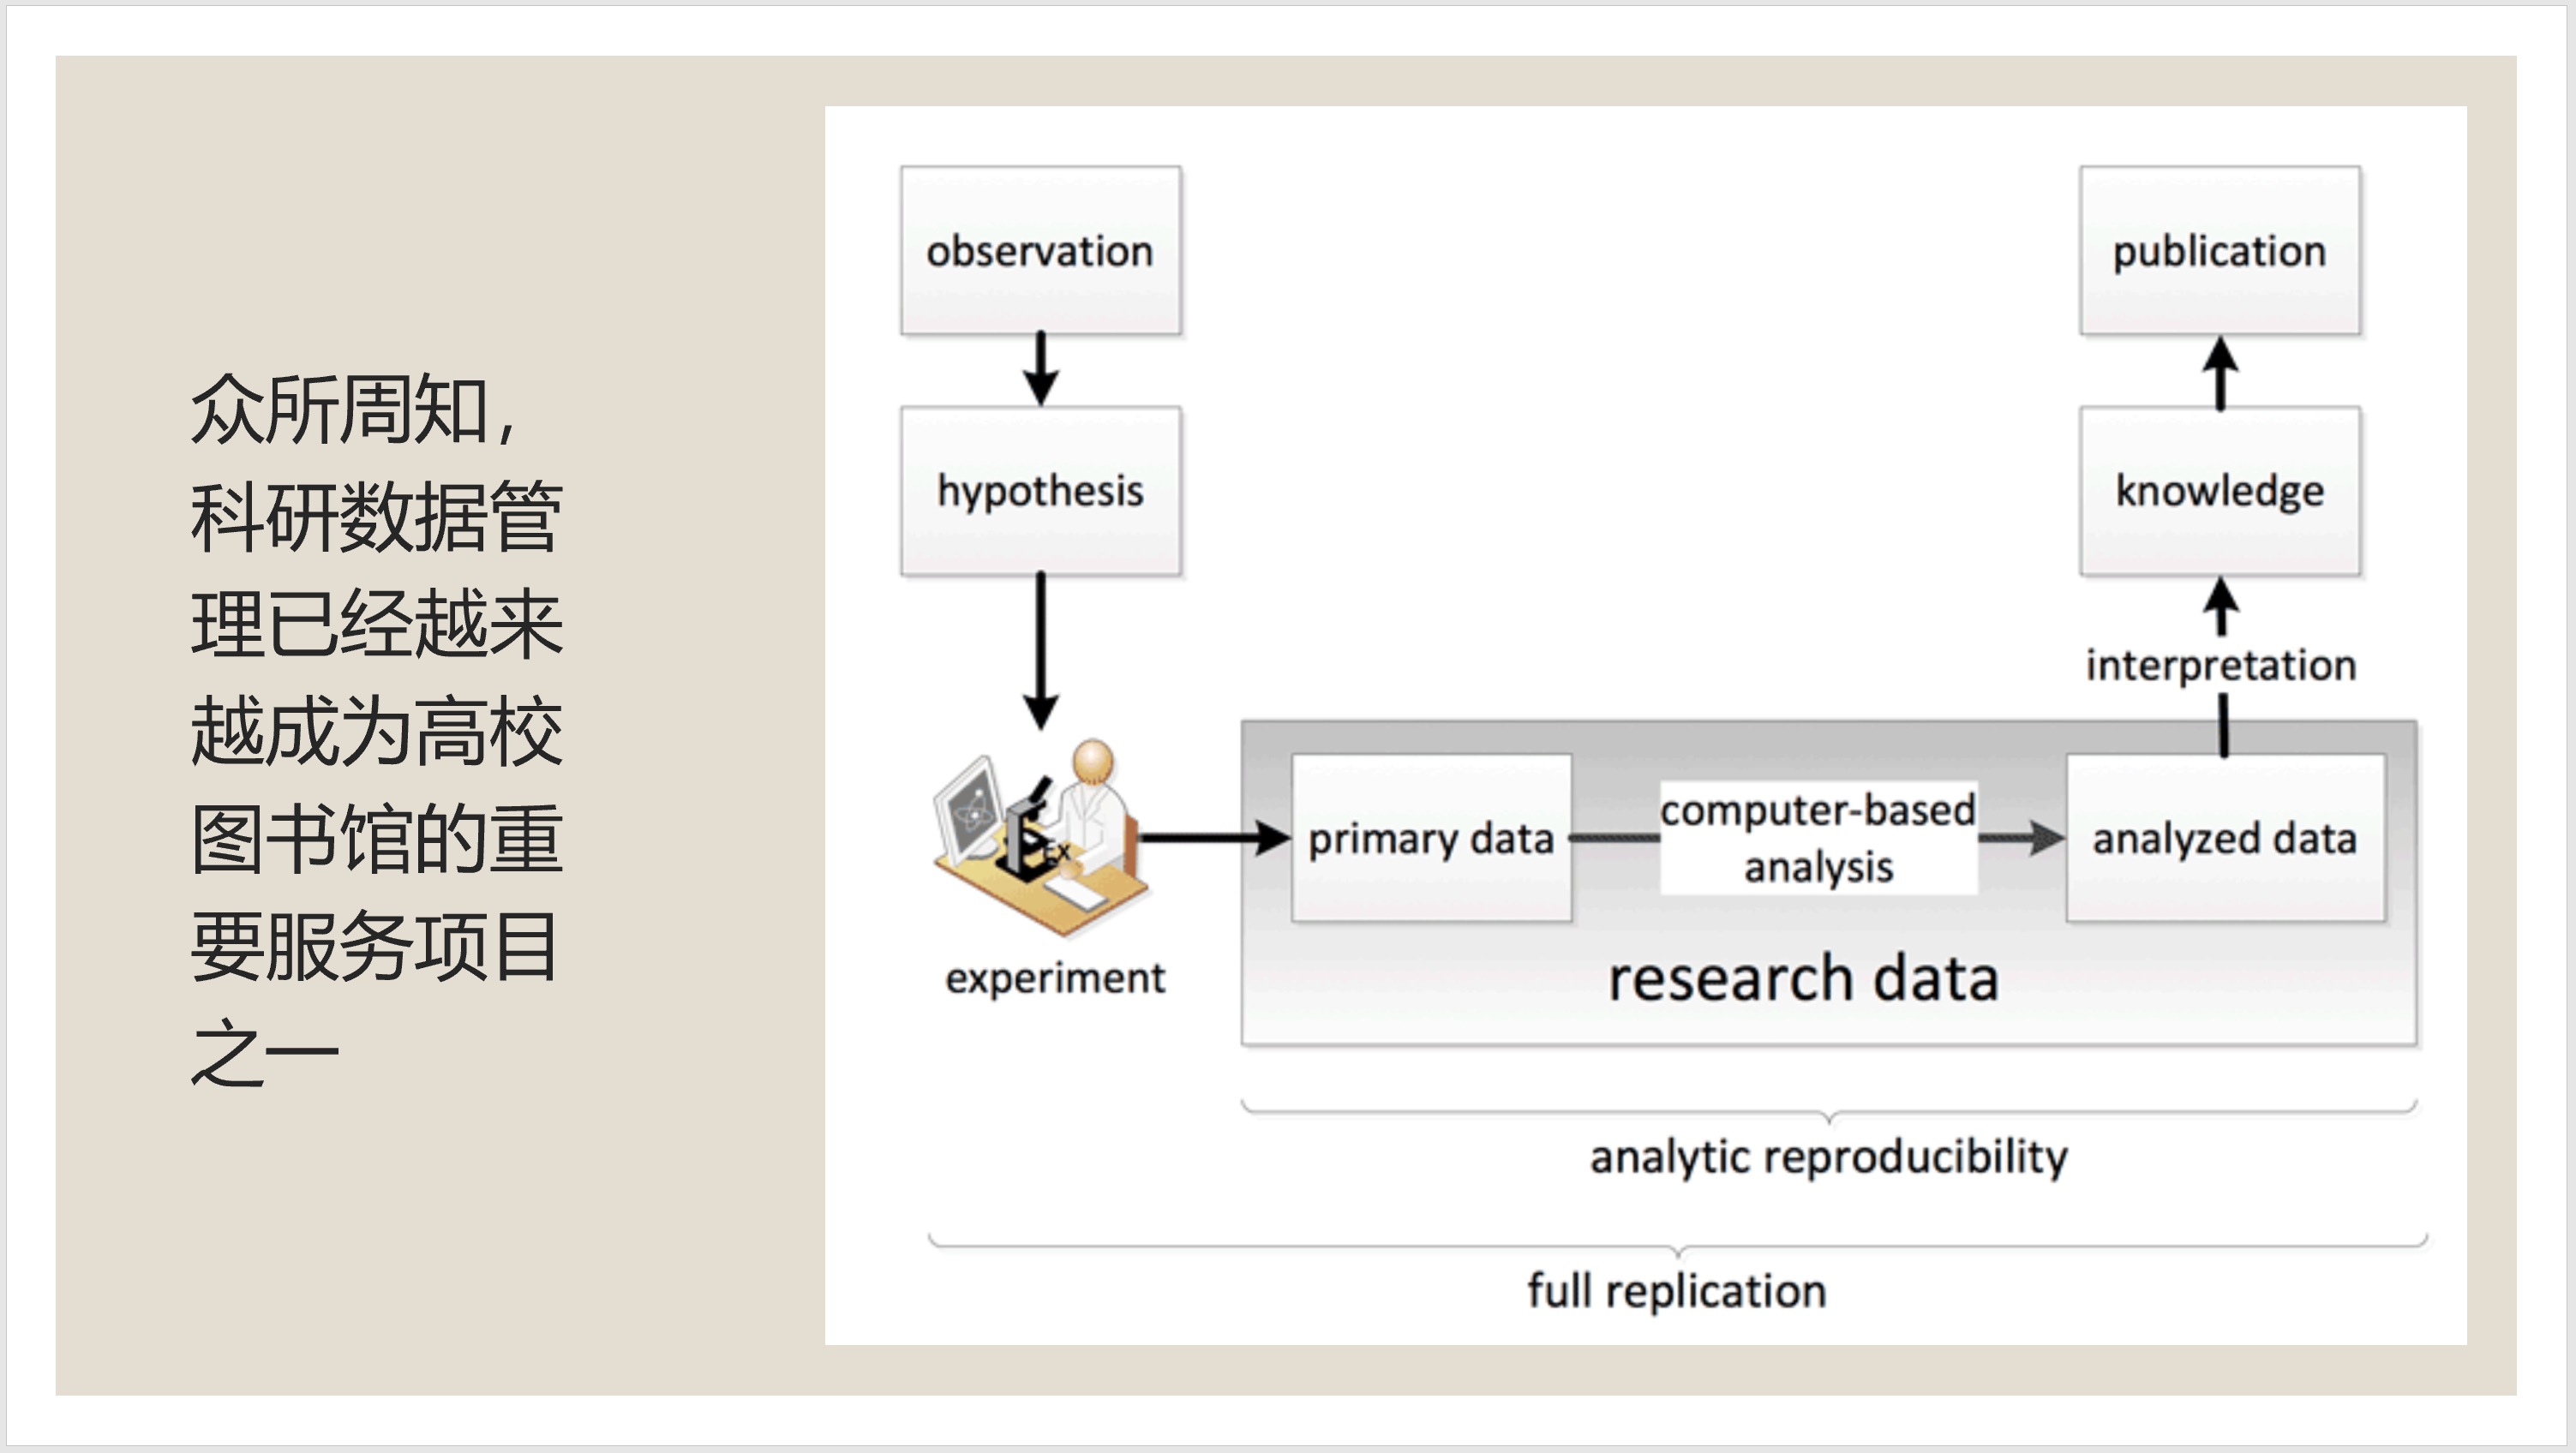 众所周知，
科研数据管
理已经越来
越成为高校
图书馆的重
要服务项目
之一
observation
hypothesis
Ex
experiment
primary data
computer-based
analysis
analyzed data
research data
interpretation
knowledge
publication
analytic reproducibility
full replication